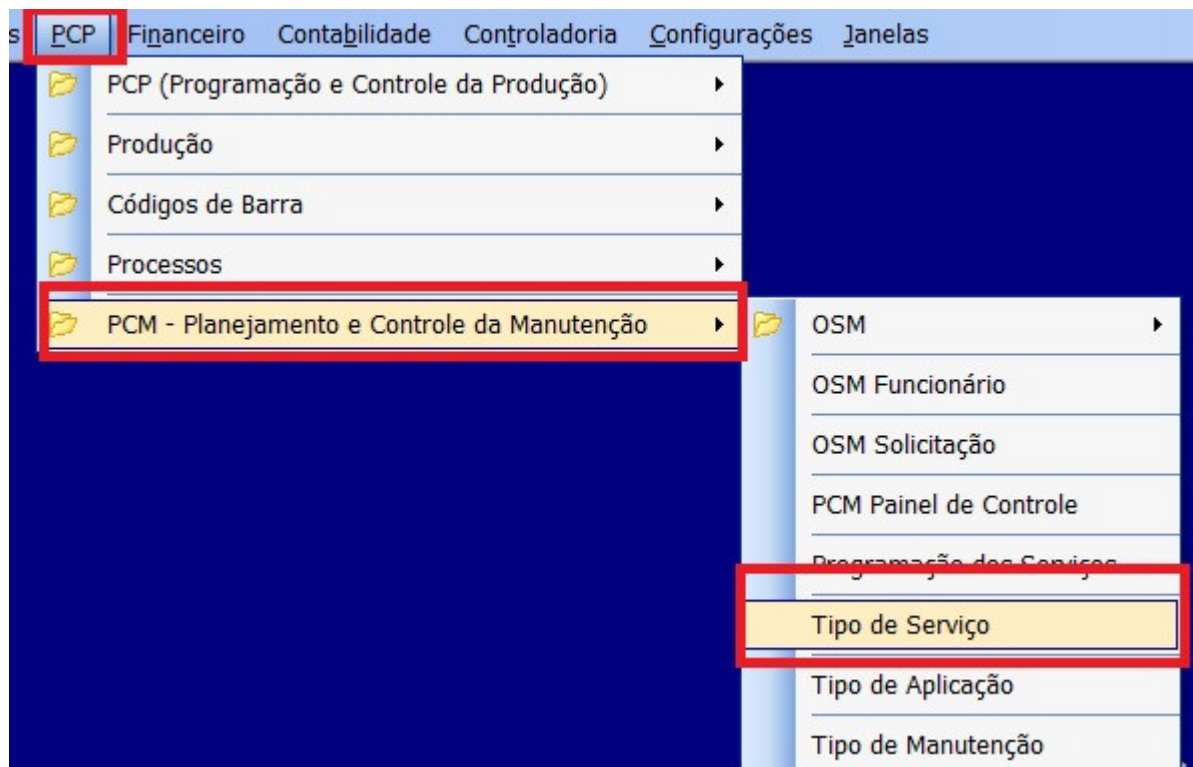 s PCP Financeiro Contabilidade Controladoria Configurações Janelas
PCP (Programação e Controle da Produção)
Produção
Códigos de Barra
Processos
PCM - Planejamento e Controle da Manutenção
OSM
OSM Funcionário
OSM Solicitação
PCM Painel de Controle
Programação dos Serviços
Tipo de Serviço
Tipo de Aplicação
Tipo de Manutenção